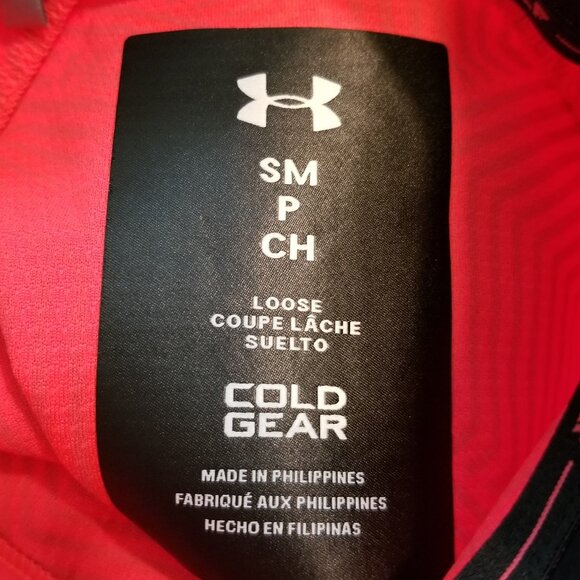 SM
P
CH
LOOSE
COUPE LÂCHE
SUELTO
COLD
GEAR
MADE IN PHILIPPINES
FABRIQUÉ AUX PHILIPPINES
HECHO EN FILIPINAS